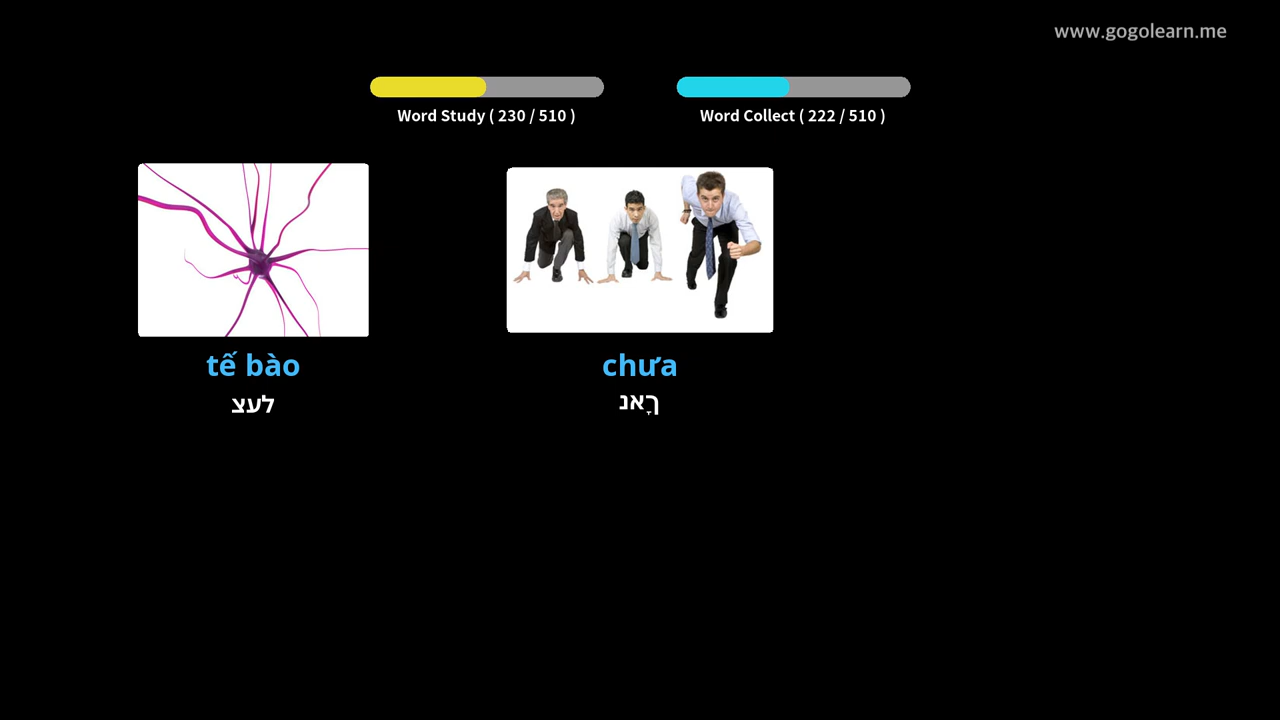 www.gogolearn.me
Word Study ( 230 / 510 )
Word Collect ( 222 / 510 )
tế bào
לעצ
chưa
ךָאנ